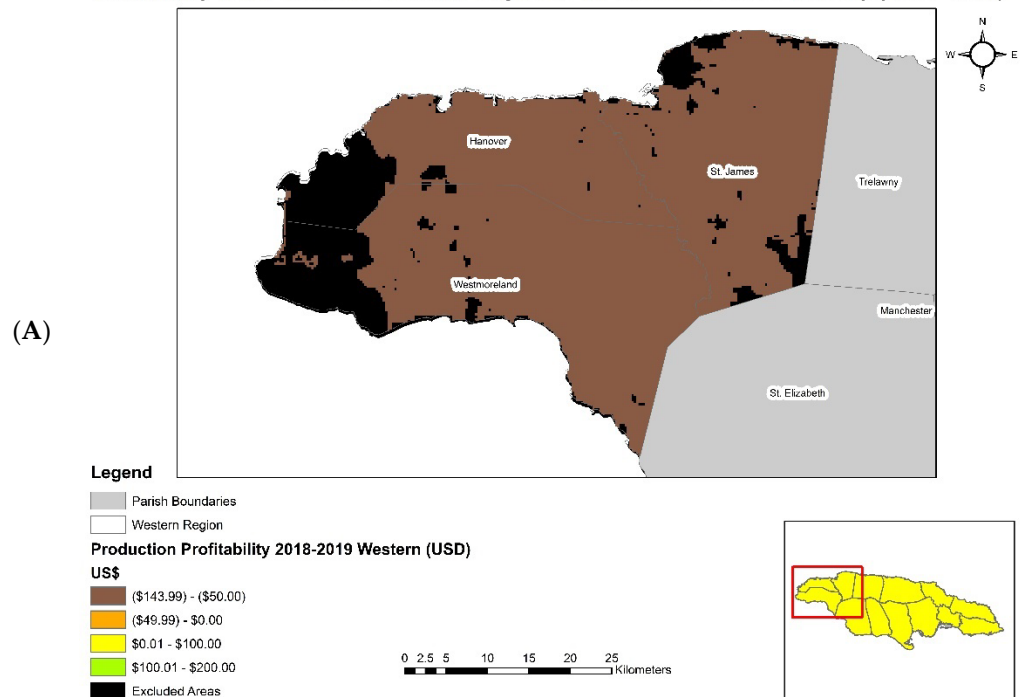 N
W E
S
Hanover
St. James
Trelawny
Westmoreland
Manchester
(A)
St. Elizabeth
Legend
Parish Boundaries
Western Region
Production Profitability 2018-2019 Western (USD)
US$
($143.99) - ($50.00)
($49.99) - $0.00
$0.01 - $100.00
$100.01 - $200.00
Excluded Areas
0 2.5 5 10 15 20 25
Kilometers